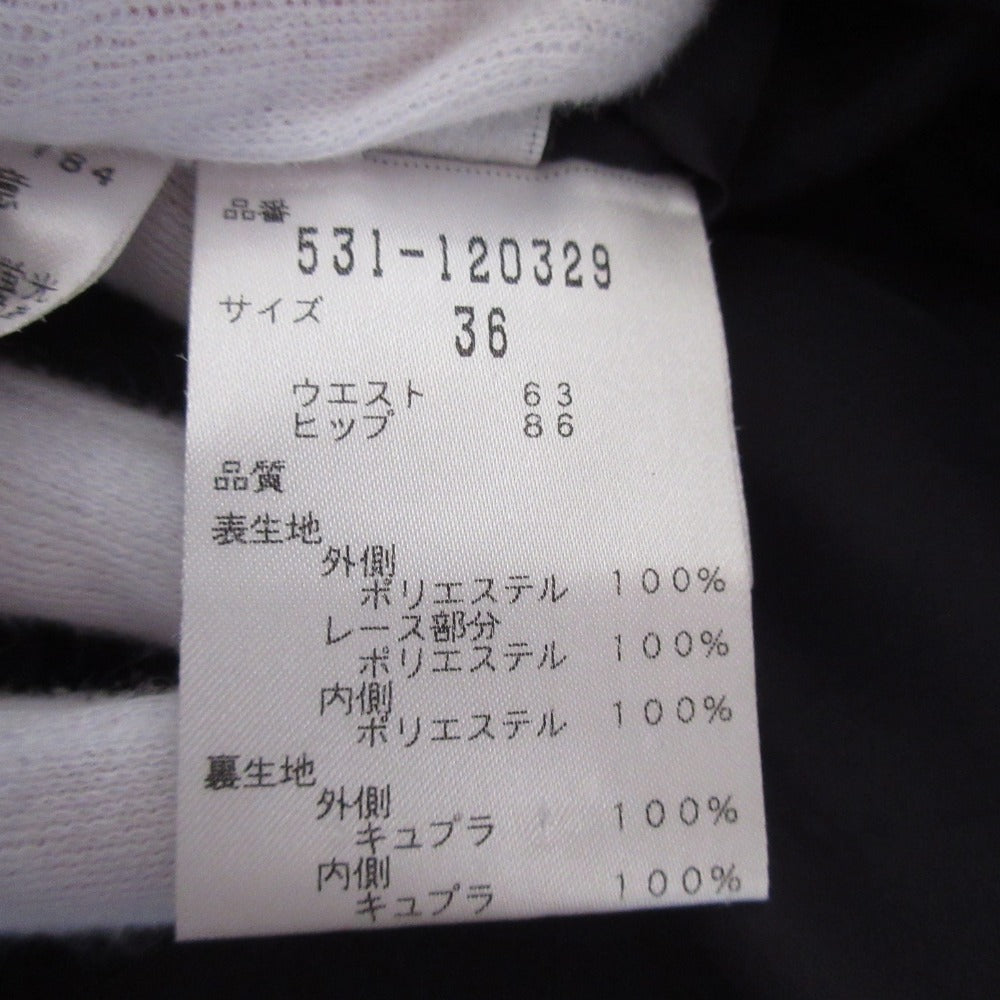 784
品番
531-120329
サイズ
36
ウエスト 63
ヒップ 86
品質
表生地
外側
ポリエステル 100%
レース部分
ポリエステル 100%
内側
ポリエステル 100%
裏生地
外側
キュプラ 100%
内側
キュプラ 100%